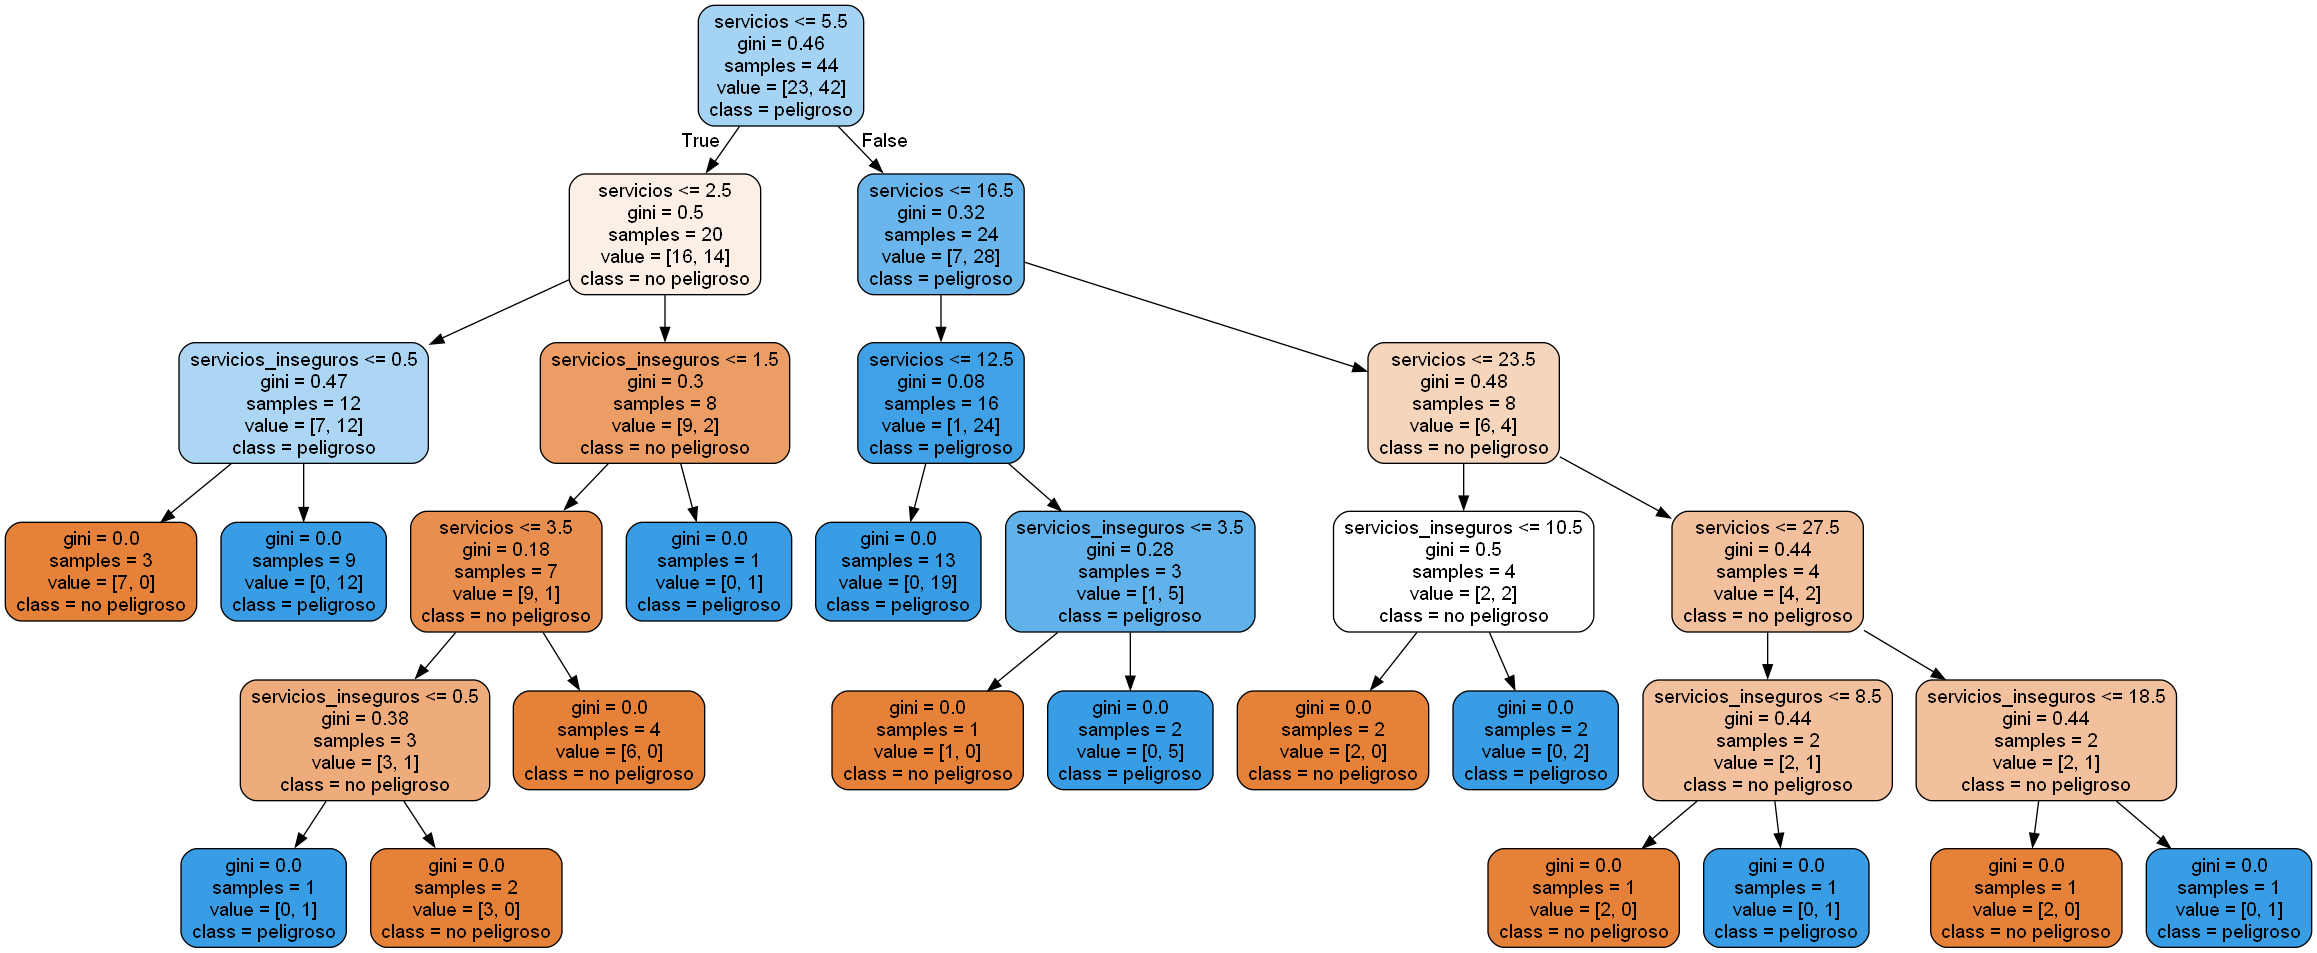 servicios <= 5.5
gini = 0.46
samples = 44
value = [23, 42]
class = peligroso
True
False
servicios <= 2.5
gini = 0.5
samples = 20
value = [16, 14]
class = no peligroso
servicios <= 16.5
gini = 0.32
samples = 24
value = [7, 28]
class = peligroso
servicios_inseguros <= 0.5
gini = 0.47
samples = 12
value = [7, 12]
class = peligroso
servicios_inseguros <= 1.5
gini = 0.3
samples = 8
value = [9, 2]
class = no peligroso
servicios <= 12.5
gini = 0.08
samples = 16
value = [1, 24]
class = peligroso
servicios <= 23.5
gini = 0.48
samples = 8
value = [6, 4]
class = no peligroso
gini = 0.0
samples = 3
value = [7, 0]
class = no peligroso
gini = 0.0
samples = 9
value = [0, 12]
class = peligroso
servicios <= 3.5
gini = 0.18
samples = 7
value = [9, 1]
class = no peligroso
gini = 0.0
samples = 1
value = [0, 1]
class = peligroso
gini = 0.0
samples = 13
value = [0, 19]
class = peligroso
servicios_inseguros <= 3.5
gini = 0.28
samples = 3
value = [1, 5]
class = peligroso
servicios_inseguros <= 10.5
gini = 0.5
samples = 4
value = [2, 2]
class = no peligroso
servicios <= 27.5
gini = 0.44
samples = 4
value = [4, 2]
class = no peligroso
servicios_inseguros <= 0.5
gini = 0.38
samples = 3
value = [3, 1]
class = no peligroso
gini = 0.0
samples = 4
value = [6, 0]
class = no peligroso
gini = 0.0
samples = 1
value = [1, 0]
class = no peligroso
gini = 0.0
samples = 2
value = [0, 5]
class = peligroso
gini = 0.0
samples = 2
value = [2, 0]
class = no peligroso
gini = 0.0
samples = 2
value = [0, 2]
class = peligroso
servicios_inseguros <= 8.5
gini = 0.44
samples = 2
value = [2, 1]
class = no peligroso
servicios_inseguros <= 18.5
gini = 0.44
samples = 2
value = [2, 1]
class = no peligroso
gini = 0.0
samples = 1
value = [0, 1]
class = peligroso
gini = 0.0
samples = 2
value = [3, 0]
class = no peligroso
gini = 0.0
samples = 1
value = [2, 0]
class = no peligroso
gini = 0.0
samples = 1
value = [0, 1]
class = peligroso
gini = 0.0
samples = 1
value = [2, 0]
class = no peligroso
gini = 0.0
samples = 1
value = [0, 1]
class = peligroso